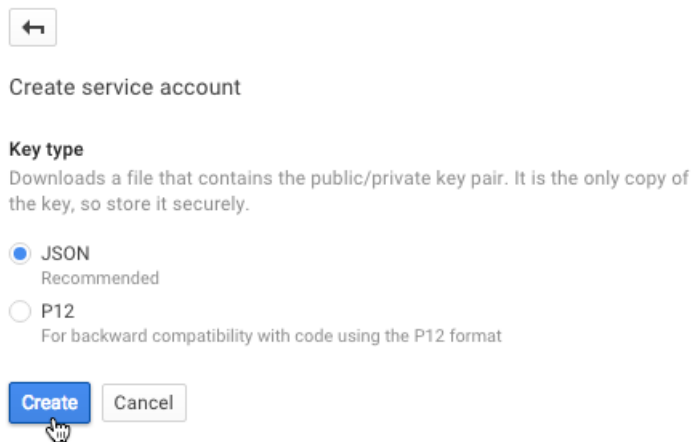 Create service account
Key type
Downloads a file that contains the public/private key pair. It is the only copy of
the key, so store it securely.
JSON
Recommended
P12
For backward compatibility with code using the P12 format
Create Cancel